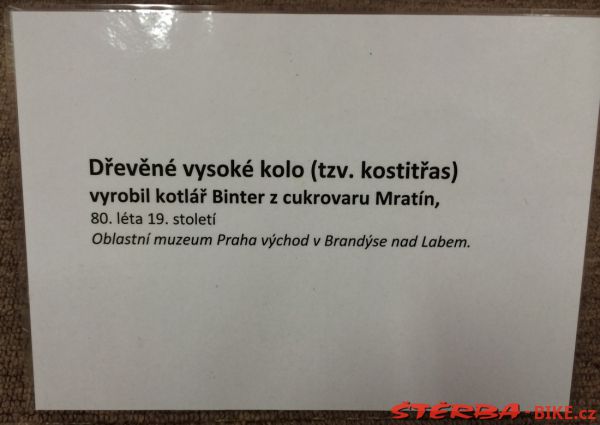 Dřevěné vysoké kolo (tzv. kostitřas)
vyrobil kotlář Binter z cukrovaru Mratín,
80. léta 19. století
Oblastní muzeum Praha východ v Brandýse nad Labem.
ŠTĚRBA-BIKE.cz